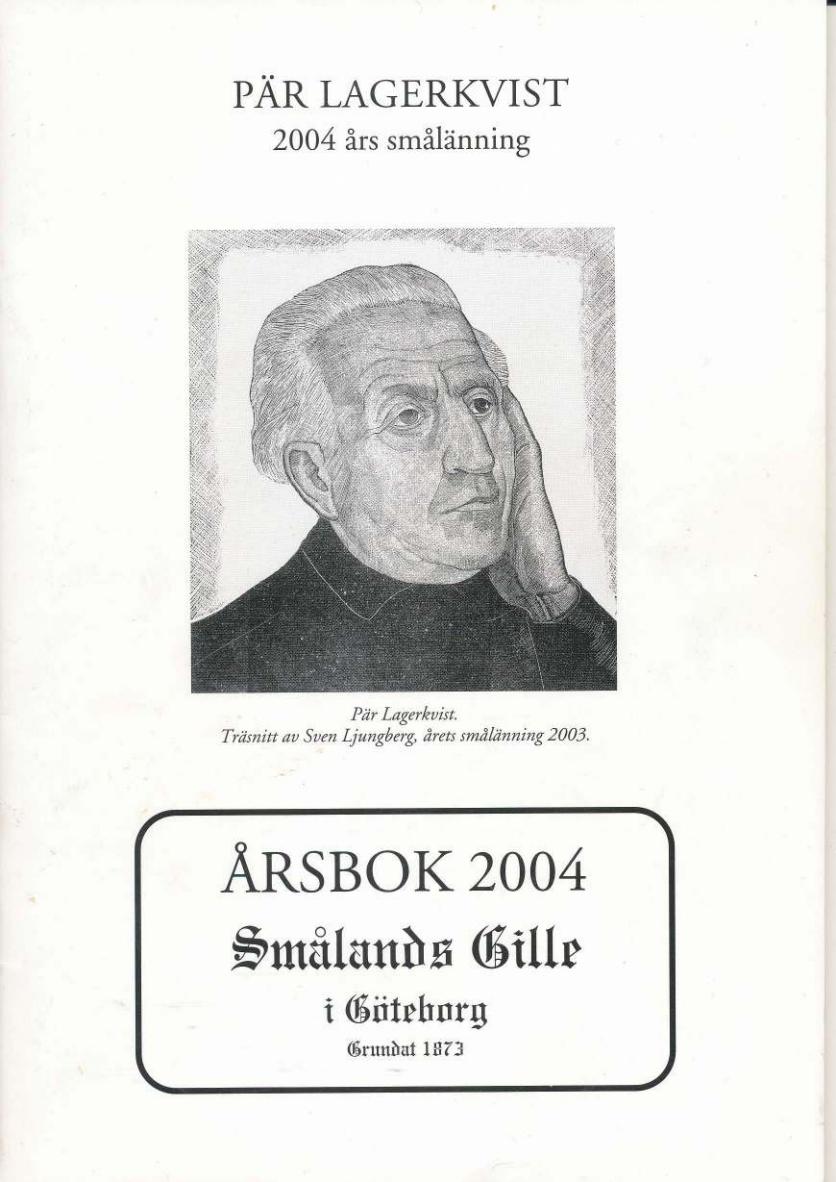 PÄR LAGERKVIST
2004 års smålänning
Pär Lagerkvist.
Träsnitt av Sven Ljungberg, årets smålänning 2003.
ÅRSBOK 2004
Smålands Gille
i Göteborg
Grundat 1873